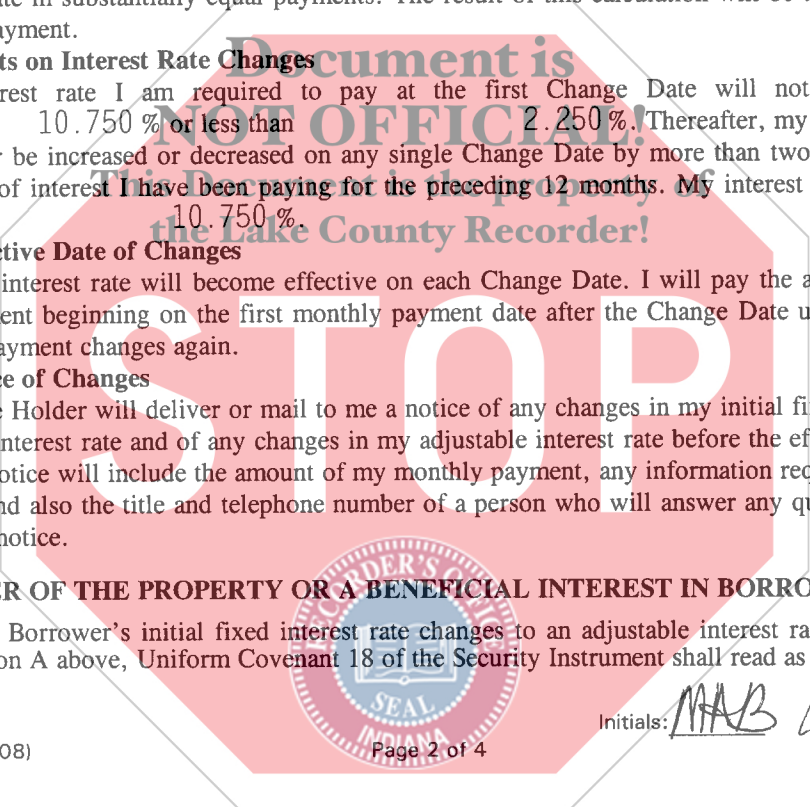 te in substantially equal payments. The result of this calculation will be
ayment.
ts on Interest Rate Changes
rest rate I am required to pay at the first Change Date will not
10.750 % or less than 2.250 %. Thereafter, my
be increased or decreased on any single Change Date by more than two
of interest I have been paying for the preceding 12 months. My interest
10.750 %.
ctive Date of Changes
interest rate will become effective on each Change Date. I will pay the a
ent beginning on the first monthly payment date after the Change Date u
ayment changes again.
ce of Changes
e Holder will deliver or mail to me a notice of any changes in my initial fi
interest rate and of any changes in my adjustable interest rate before the ef
otice will include the amount of my monthly payment, any information req
nd also the title and telephone number of a person who will answer any qu
notice.
ER OF THE PROPERTY OR A BENEFICIAL INTEREST IN BORRO
Borrower's initial fixed interest rate changes to an adjustable interest ra
on A above, Uniform Covenant 18 of the Security Instrument shall read as
Initials: MAB
08)
Page 2 of 4
Document is
NOT OFFICIAL!
This Document is the property of
the Lake County Recorder!
STOP
RECORDER'S OFFICE
SEAL
INDIANA